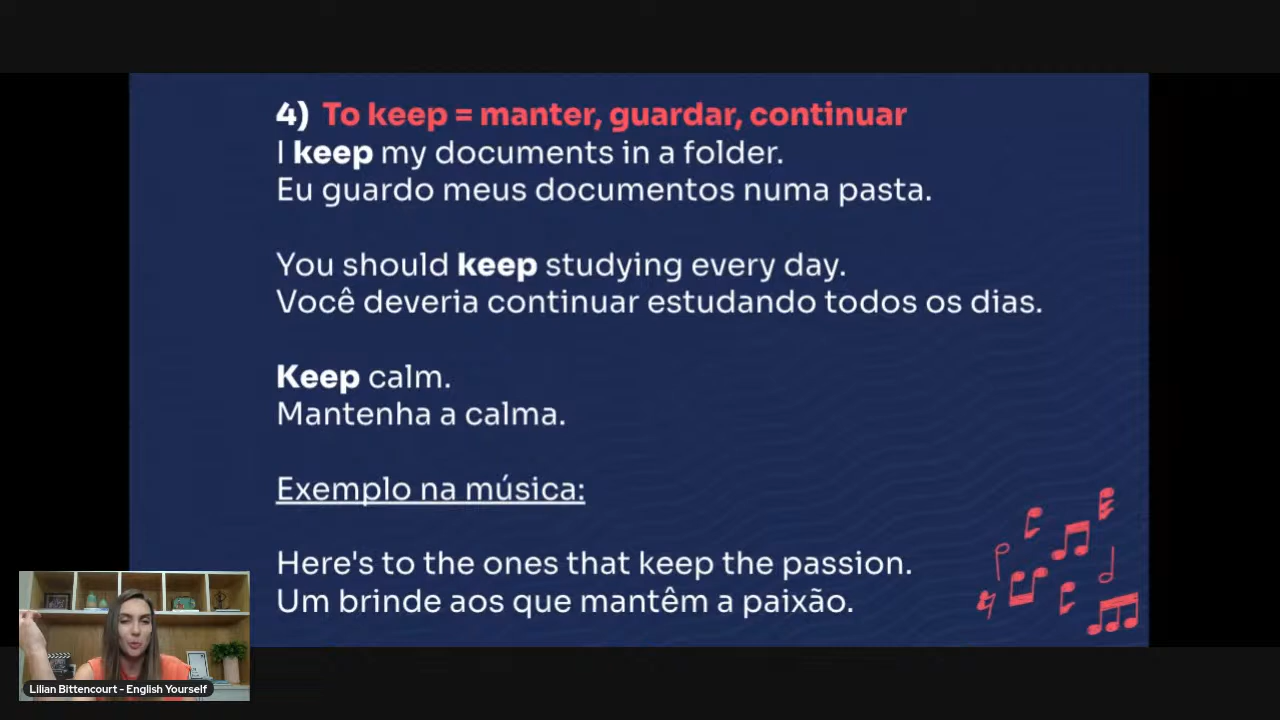 4) To keep = manter, guardar, continuar
I keep my documents in a folder.
Eu guardo meus documentos numa pasta.
You should keep studying every day.
Você deveria continuar estudando todos os dias.
Keep calm.
Mantenha a calma.
Exemplo na música:
Here's to the ones that keep the passion.
Um brinde aos que mantêm a paixão.
Lilian Bittencourt - English Yourself